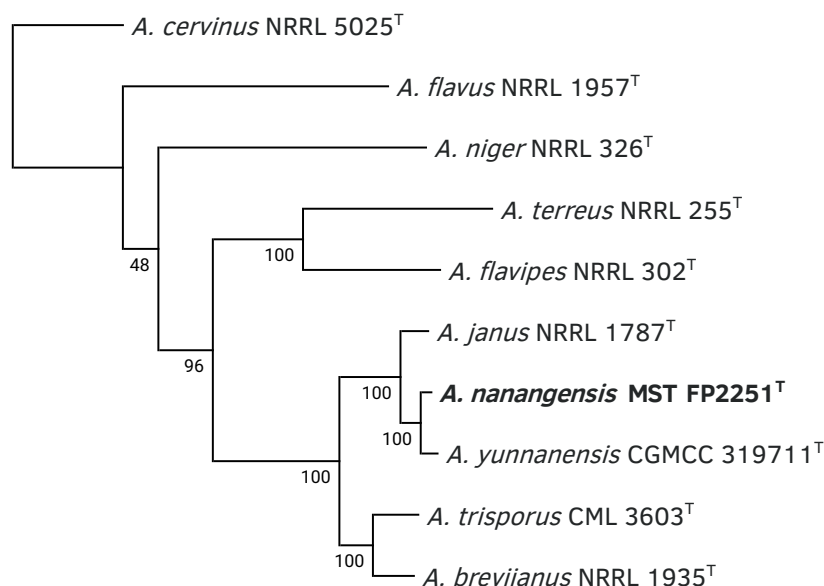 A. cervinus NRRL 5025T
A. flavus NRRL 1957T
A. niger NRRL 326T
A. terreus NRRL 255T
100
48
A. flavipes NRRL 302T
A. janus NRRL 1787T
96
100
A. nanangensis MST FP2251T
100
A. yunnanensis CGMCC 319711T
100
A. trisporus CML 3603T
100
A. brevijanus NRRL 1935T